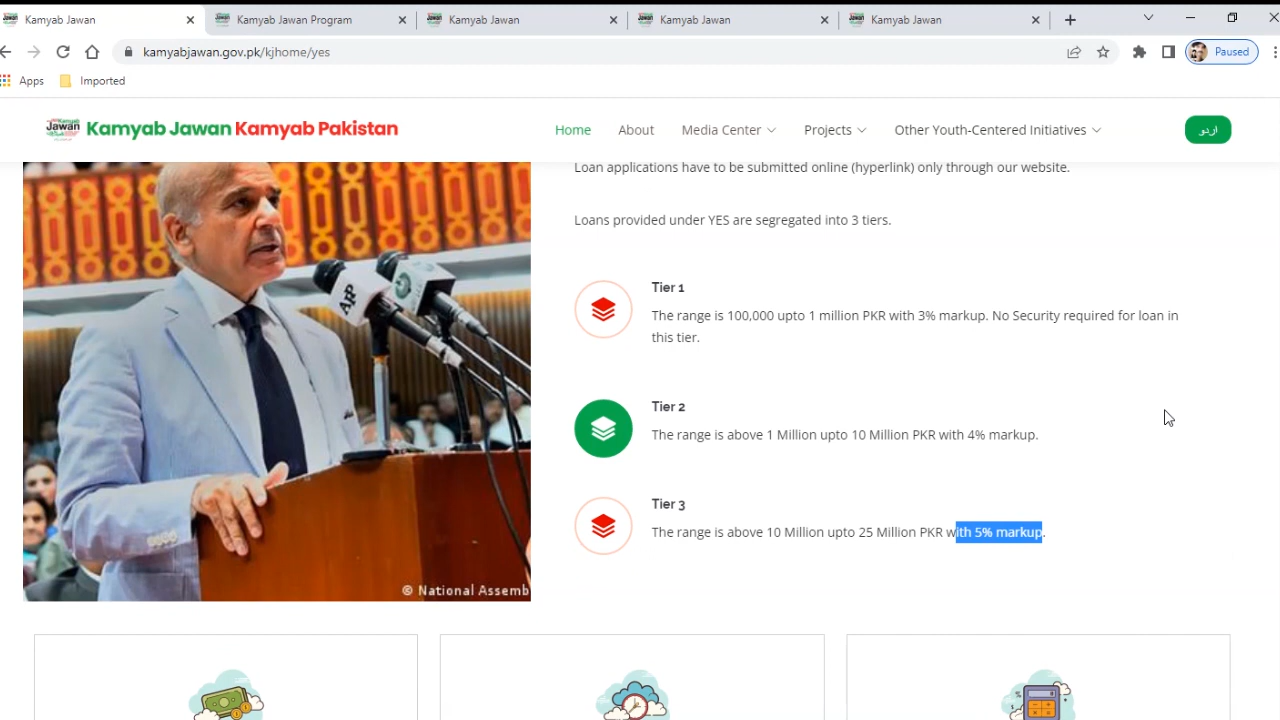 Kamyab Jawan
Kamyab Jawan Program
Kamyab Jawan
Kamyab Jawan
Kamyab Jawan
kamyabjawan.gov.pk/kjhome/yes
Paused
Apps
Imported
Kamyab
Jawan
Kamyab Jawan Kamyab Pakistan
Home
About
Media Center
Projects
Other Youth-Centered Initiatives
اردو
Loan applications have to be submitted online (hyperlink) only through our website.
Loans provided under YES are segregated into 3 tiers.
Tier 1
The range is 100,000 upto 1 million PKR with 3% markup. No Security required for loan in
this tier.
Tier 2
The range is above 1 Million upto 10 Million PKR with 4% markup.
Tier 3
The range is above 10 Million upto 25 Million PKR with 5% markup.
APP
© National Assemb